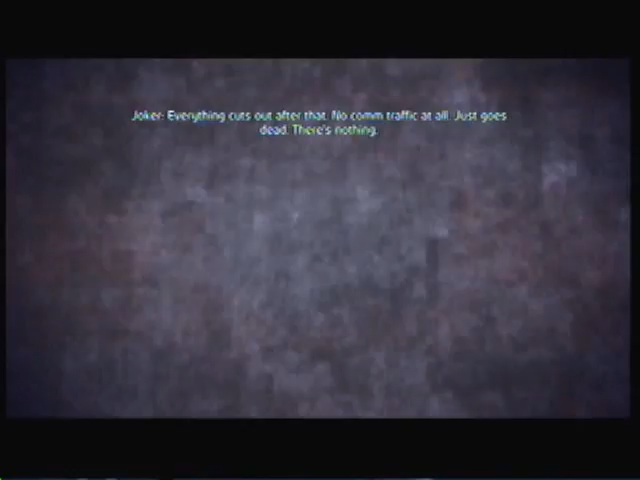 Joker: Everything cuts out after that. No comm traffic at all. Just goes
dead. There's nothing.